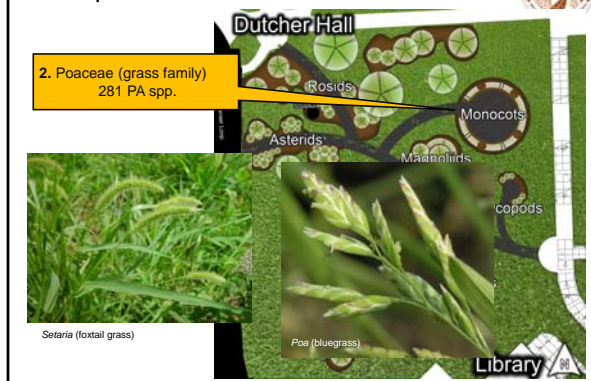 Dutcher Hall
2. Poaceae (grass family)
281 PA spp.
Rosids
Monocots
Asterids
Magnoliids
copods
Setaria (foxtail grass)
Poa (bluegrass)
Library
N